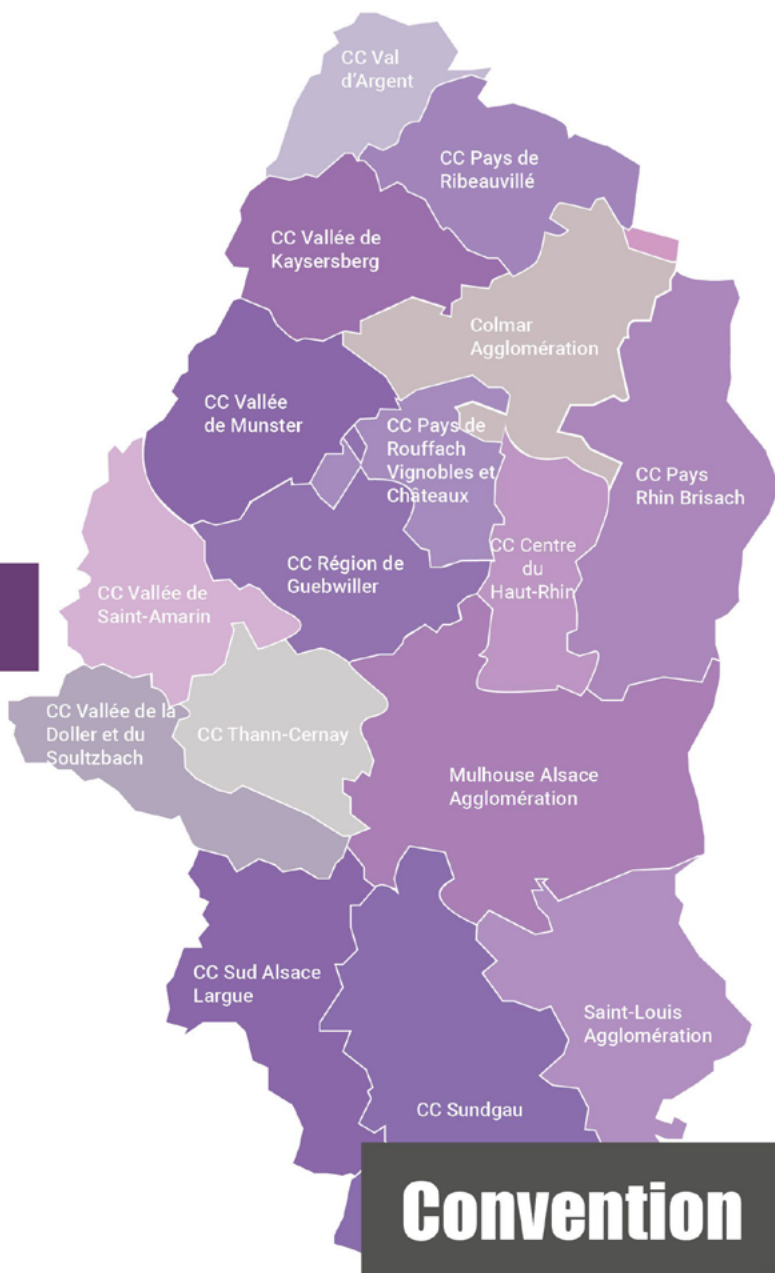 CC Val
d'Argent
CC Pays de
Ribeauvillé
CC Vallée de
Kaysersberg
Colmar
Agglomération
CC Vallée
de Munster
CC Pays de
Rouffach
Vignobles et
Châteaux
CC Pays
Rhin Brisach
CC Centre
du
Haut-Rhin
CC Région de
Guebwiller
CC Vallée de
Saint-Amarin
CC Vallée de la
Doller et du
Soultzbach
CC Thann-Cernay
Mulhouse Alsace
Agglomération
CC Sud Alsace
Largue
Saint-Louis
Agglomération
CC Sundgau
Convention